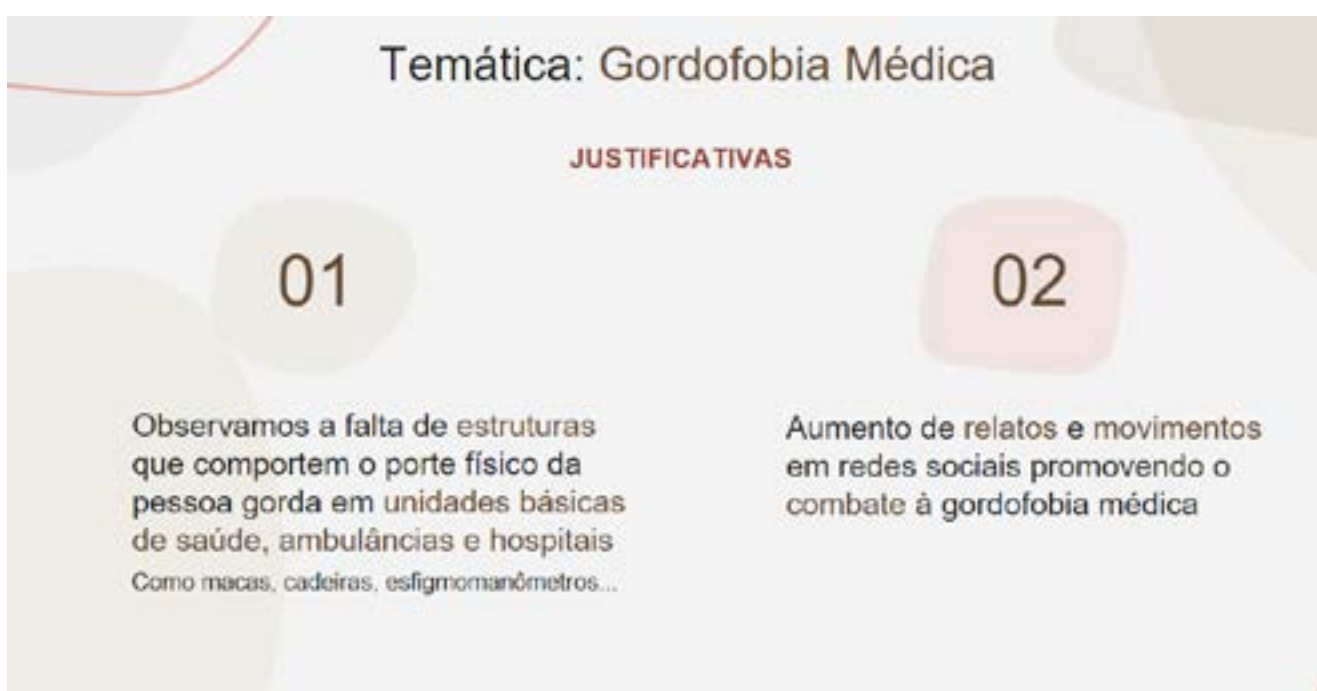 Temática: Gordofobia Médica
JUSTIFICATIVAS
01
Observamos a falta de estruturas
que comportem o porte físico da
pessoa gorda em unidades básicas
de saúde, ambulâncias e hospitais
Como macas, cadeiras, esfigmomanômetros...
02
Aumento de relatos e movimentos
em redes sociais promovendo o
combate à gordofobia médica